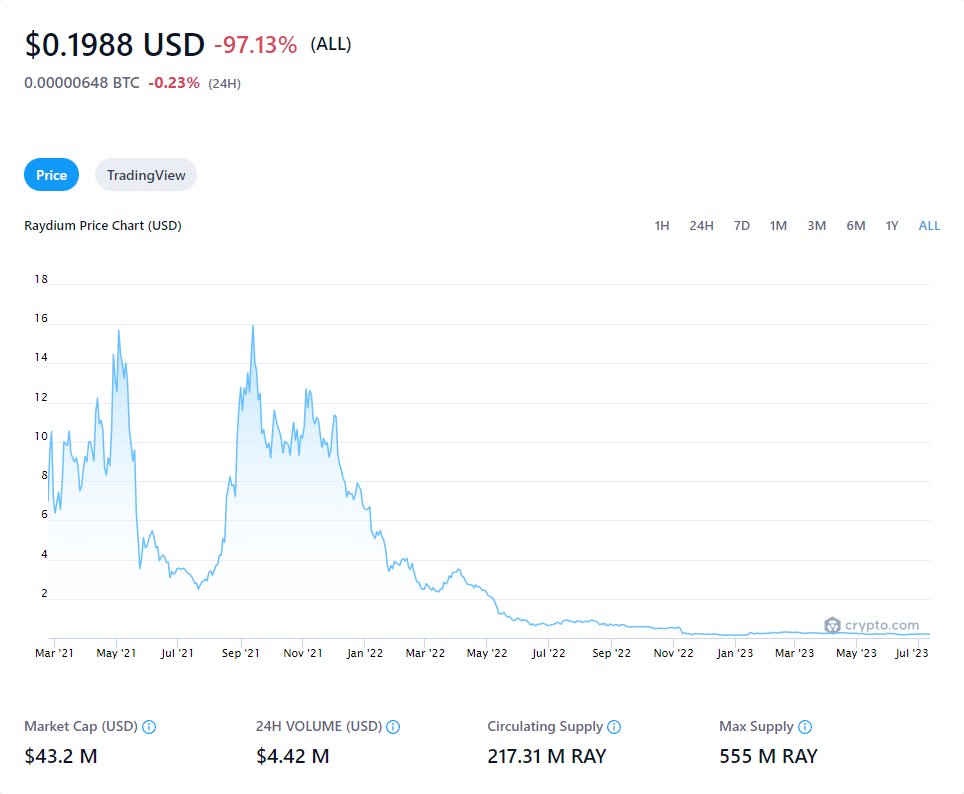 $0.1988 USD -97.13% (ALL)
0.00000648 BTC -0.23% (24H)
Price TradingView
Raydium Price Chart (USD) 1H 24H 7D 1M 3M 6M 1Y ALL
18
16
14
12
10
8
6
4
2
crypto.com
Mar '21 May '21 Jul '21 Sep '21 Nov '21 Jan '22 Mar '22 May '22 Jul '22 Sep '22 Nov '22 Jan '23 Mar '23 May '23 Jul '23
Market Cap (USD) 24H VOLUME (USD) Circulating Supply Max Supply
$43.2 M $4.42 M 217.31 M RAY 555 M RAY